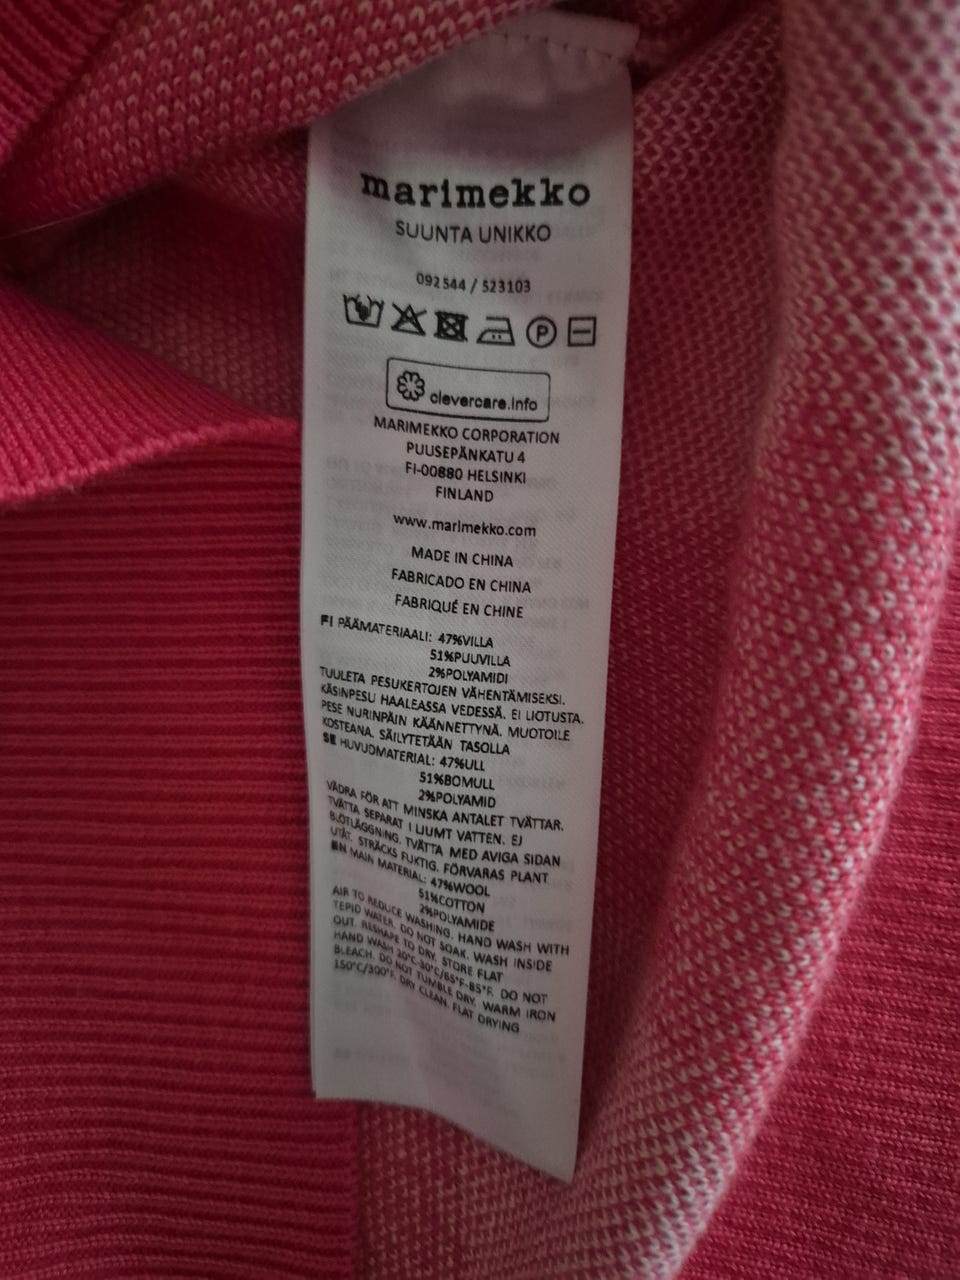 marimekko
SUUNTA UNIKKO
092544 / 523103
P
clevercare.info
MARIMEKKO CORPORATION
PUUSEPÄNKATU 4
FI-00880 HELSINKI
FINLAND
www.marimekko.com
MADE IN CHINA
FABRICADO EN CHINA
FABRIQUÉ EN CHINE
FI PÄÄMATERIAALI: 47%VILLA
51%PUUVILLA
2%POLYAMIDI
TUULETA PESUKERTOJEN VÄHENTÄMISEKSI.
KÄSINPESU HAALEASSA VEDESSÄ. EI LIOTUSTA.
PESE NURINPÄIN KÄÄNNETTYNÄ. MUOTOILE
KOSTEANA. SÄILYTETÄÄN TASOLLA
SE HUVUDMATERIAL: 47%ULL
51%BOMULL
2%POLYAMID
VÄDRA FÖR ATT MINSKA ANTALET TVÄTTAR.
TVÄTTA SEPARAT I LJUMT VATTEN. EJ
BLÖTLÄGGNING. TVÄTTA MED AVIGA SIDAN
UTÅT. STRÄCKS FUKTIG. FÖRVARAS PLANT
EN MAIN MATERIAL: 47%WOOL
51%COTTON
2%POLYAMIDE
AIR TO REDUCE WASHING. HAND WASH WITH
TEPID WATER. DO NOT SOAK. WASH INSIDE
OUT. RESHAPE TO DRY. STORE FLAT
HAND WASH 20°C-30°C/65°F-85°F. DO NOT
BLEACH. DO NOT TUMBLE DRY. WARM IRON
150°C/300°F. DRY CLEAN. FLAT DRYING